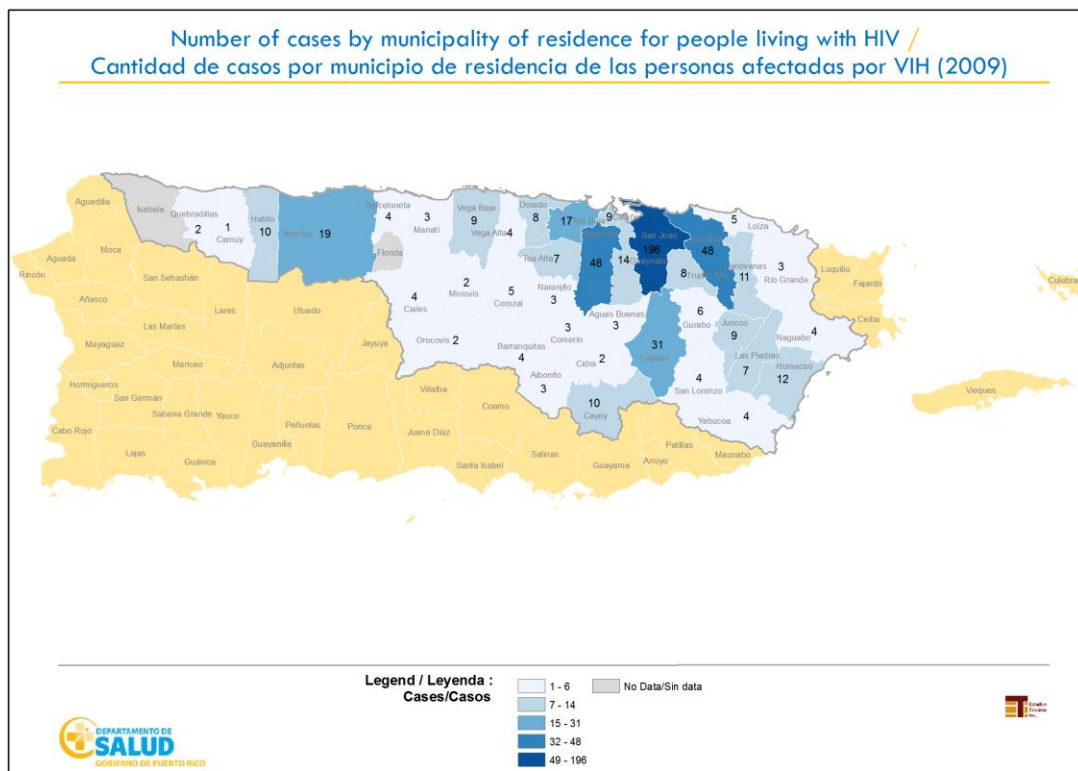 Number of cases by municipality of residence for people living with HIV /
Cantidad de casos por municipio de residencia de las personas afectadas por VIH (2009)
Aguadilla
Isabela
Quebradillas
2
1
Camuy
Hatillo
10
Arecibo
19
Barceloneta
4
3
Manatí
Florida
Vega Baja
9
Vega Alta
4
Dorado
8
17
Toa Baja
9
Toa Alta
7
48
14
San Juan
196
Guaynabo
48
8
Trujillo Alto
5
Loíza
Canóvanas
11
3
Río Grande
Luquillo
Fajardo
Ceiba
Culebra
Vieques
Aguada
Rincón
Moca
San Sebastián
Añasco
Las Marías
Lares
Utuado
Mayagüez
Maricao
Adjuntas
Jayuya
4
Ciales
2
Morovis
5
Corozal
Naranjito
3
Orocovis
2
Barranquitas
4
3
Comerío
Aguas Buenas
3
Cidra
2
Aibonito
3
31
Caguas
6
Gurabo
Juncos
9
Las Piedras
7
Naguabo
4
Humacao
12
4
San Lorenzo
Yabucoa
4
10
Cayey
Hormigueros
San Germán
Sabana Grande
Yauco
Cabo Rojo
Lajas
Guánica
Guayanilla
Peñuelas
Ponce
Juana Díaz
Villalba
Coamo
Santa Isabel
Salinas
Guayama
Arroyo
Patillas
Maunabo
Legend / Leyenda :
Cases/Casos
1 - 6
7 - 14
15 - 31
32 - 48
49 - 196
No Data/Sin data
DEPARTAMENTO DE
SALUD
GOBIERNO DE PUERTO RICO
Estudios
Técnicos
Inc.